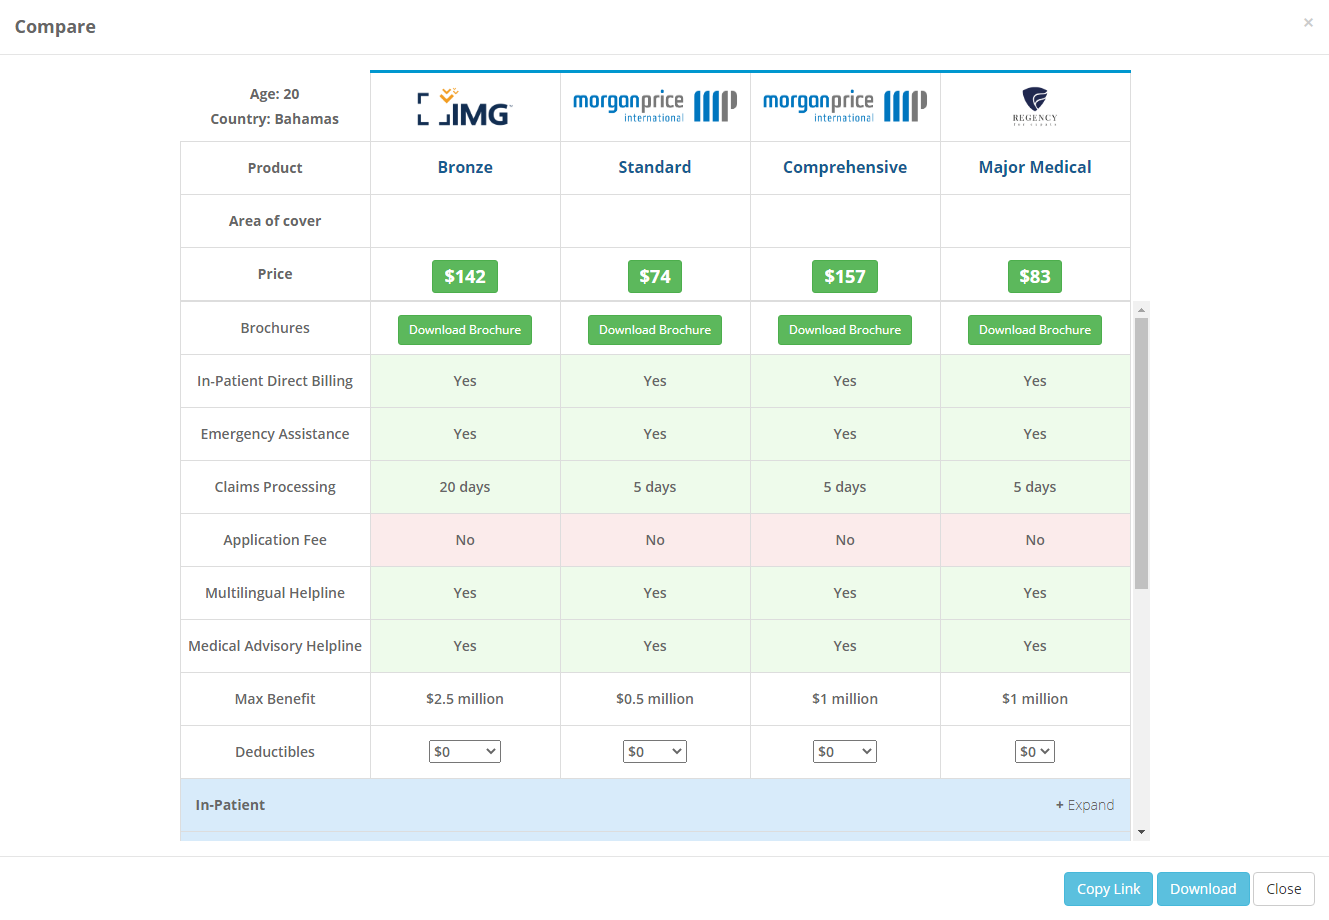 Compare
×
Age: 20
Country: Bahamas
IMG
morganprice international
morganprice international
REGENCY
Product Bronze Standard Comprehensive Major Medical
Area of cover
Price $142 $74 $157 $83
Brochures Download Brochure Download Brochure Download Brochure Download Brochure
In-Patient Direct Billing Yes Yes Yes Yes
Emergency Assistance Yes Yes Yes Yes
Claims Processing 20 days 5 days 5 days 5 days
Application Fee No No No No
Multilingual Helpline Yes Yes Yes Yes
Medical Advisory Helpline Yes Yes Yes Yes
Max Benefit $2.5 million $0.5 million $1 million $1 million
Deductibles $0 $0 $0 $0
In-Patient + Expand
Copy Link Download Close